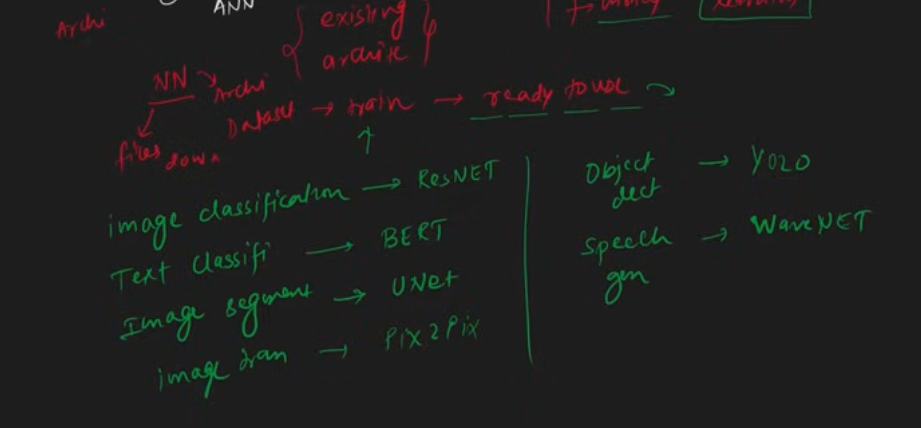 ANN
Archi
existing
archite
NN → Archi
files down
Dataset → train → ready to use
image classification → ResNET
Text classifi → BERT
Image segment → UNet
image tran → Pix2Pix
Object dect → YOLO
Speech gen → WaveNET